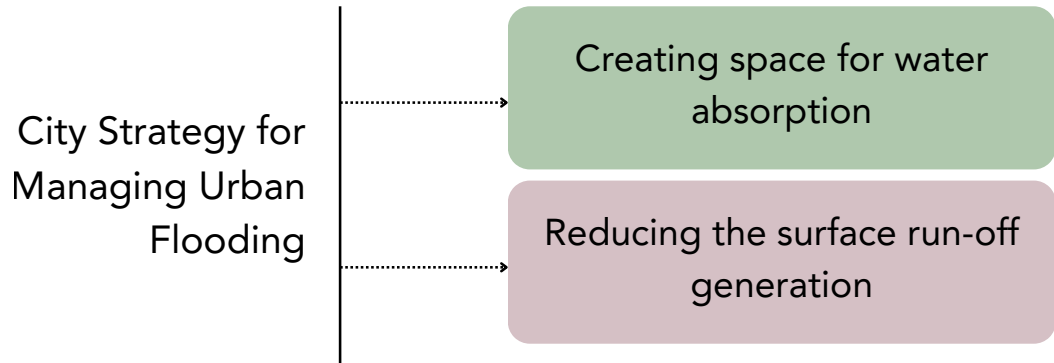 City Strategy for
Managing Urban
Flooding
Creating space for water
absorption
Reducing the surface run-off
generation